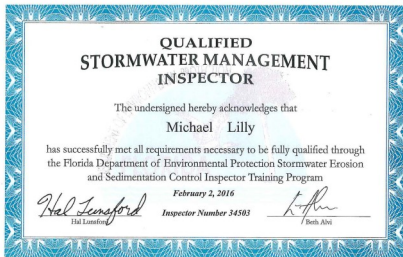 QUALIFIED
STORMWATER MANAGEMENT
INSPECTOR
The undersigned hereby acknowledges that
Michael Lilly
has successfully met all requirements necessary to be fully qualified through
the Florida Department of Environmental Protection Stormwater Erosion
and Sedimentation Control Inspector Training Program
February 2, 2016
Hal Lunsford
Hal Lunsford
Inspector Number 34503
Beth Alvi